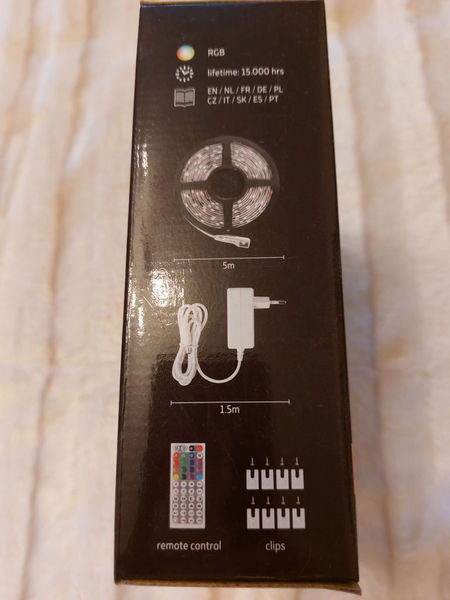 RGB
lifetime: 15.000 hrs
EN / NL / FR / DE / PL
CZ / IT / SK / ES / PT
5m
1.5m
remote control
clips